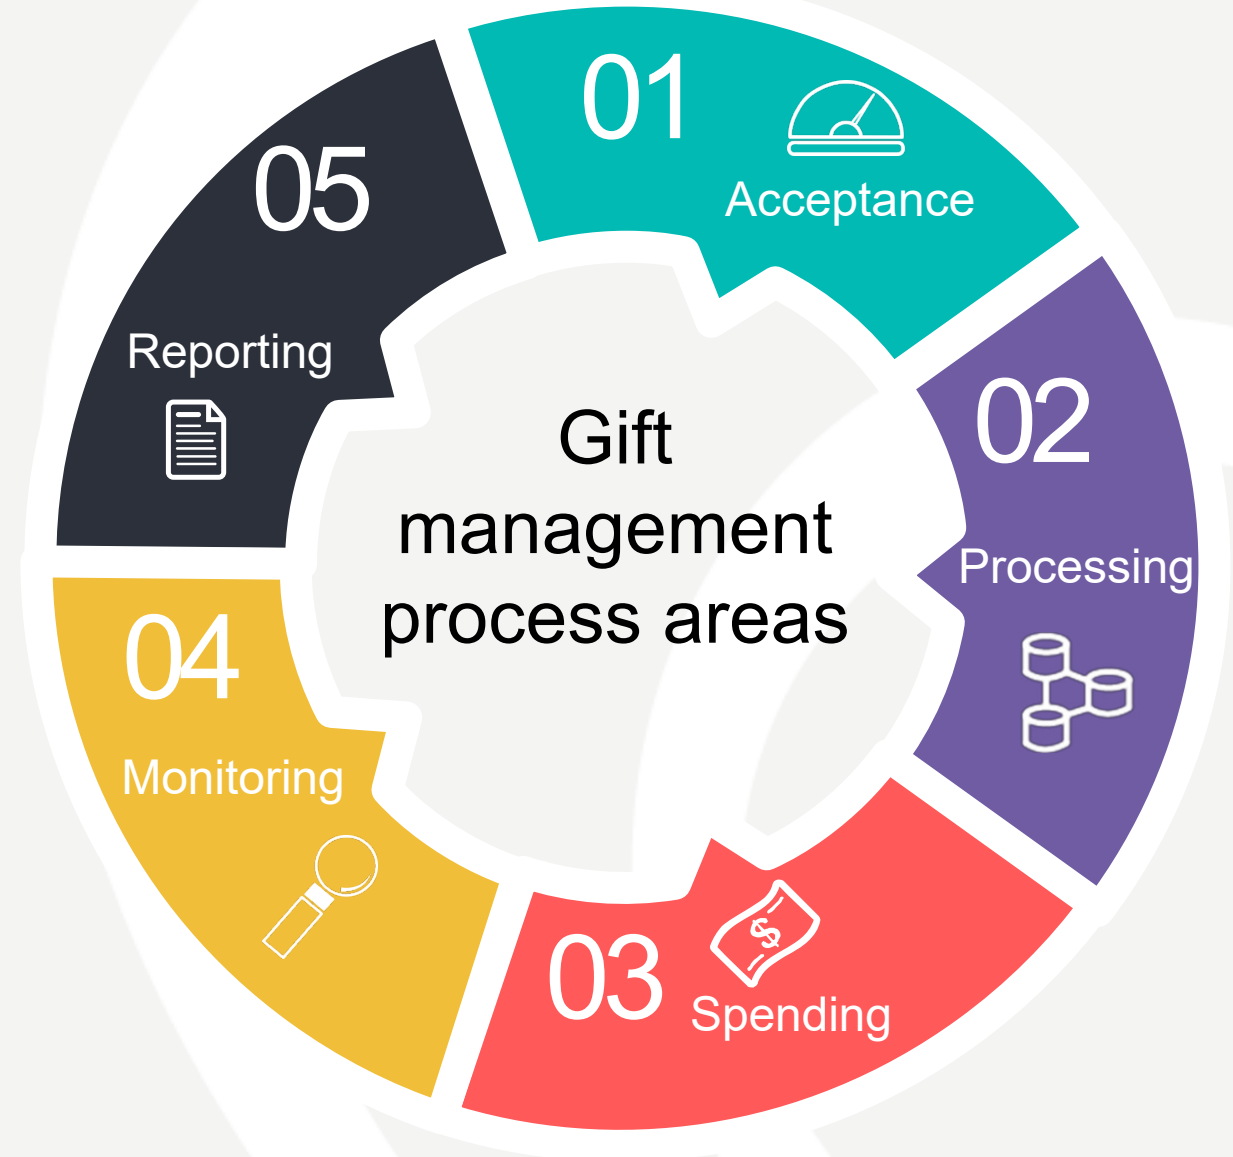 01
Acceptance
02
Processing
03
$
Spending
04
Monitoring
05
Reporting
Gift
management
process areas